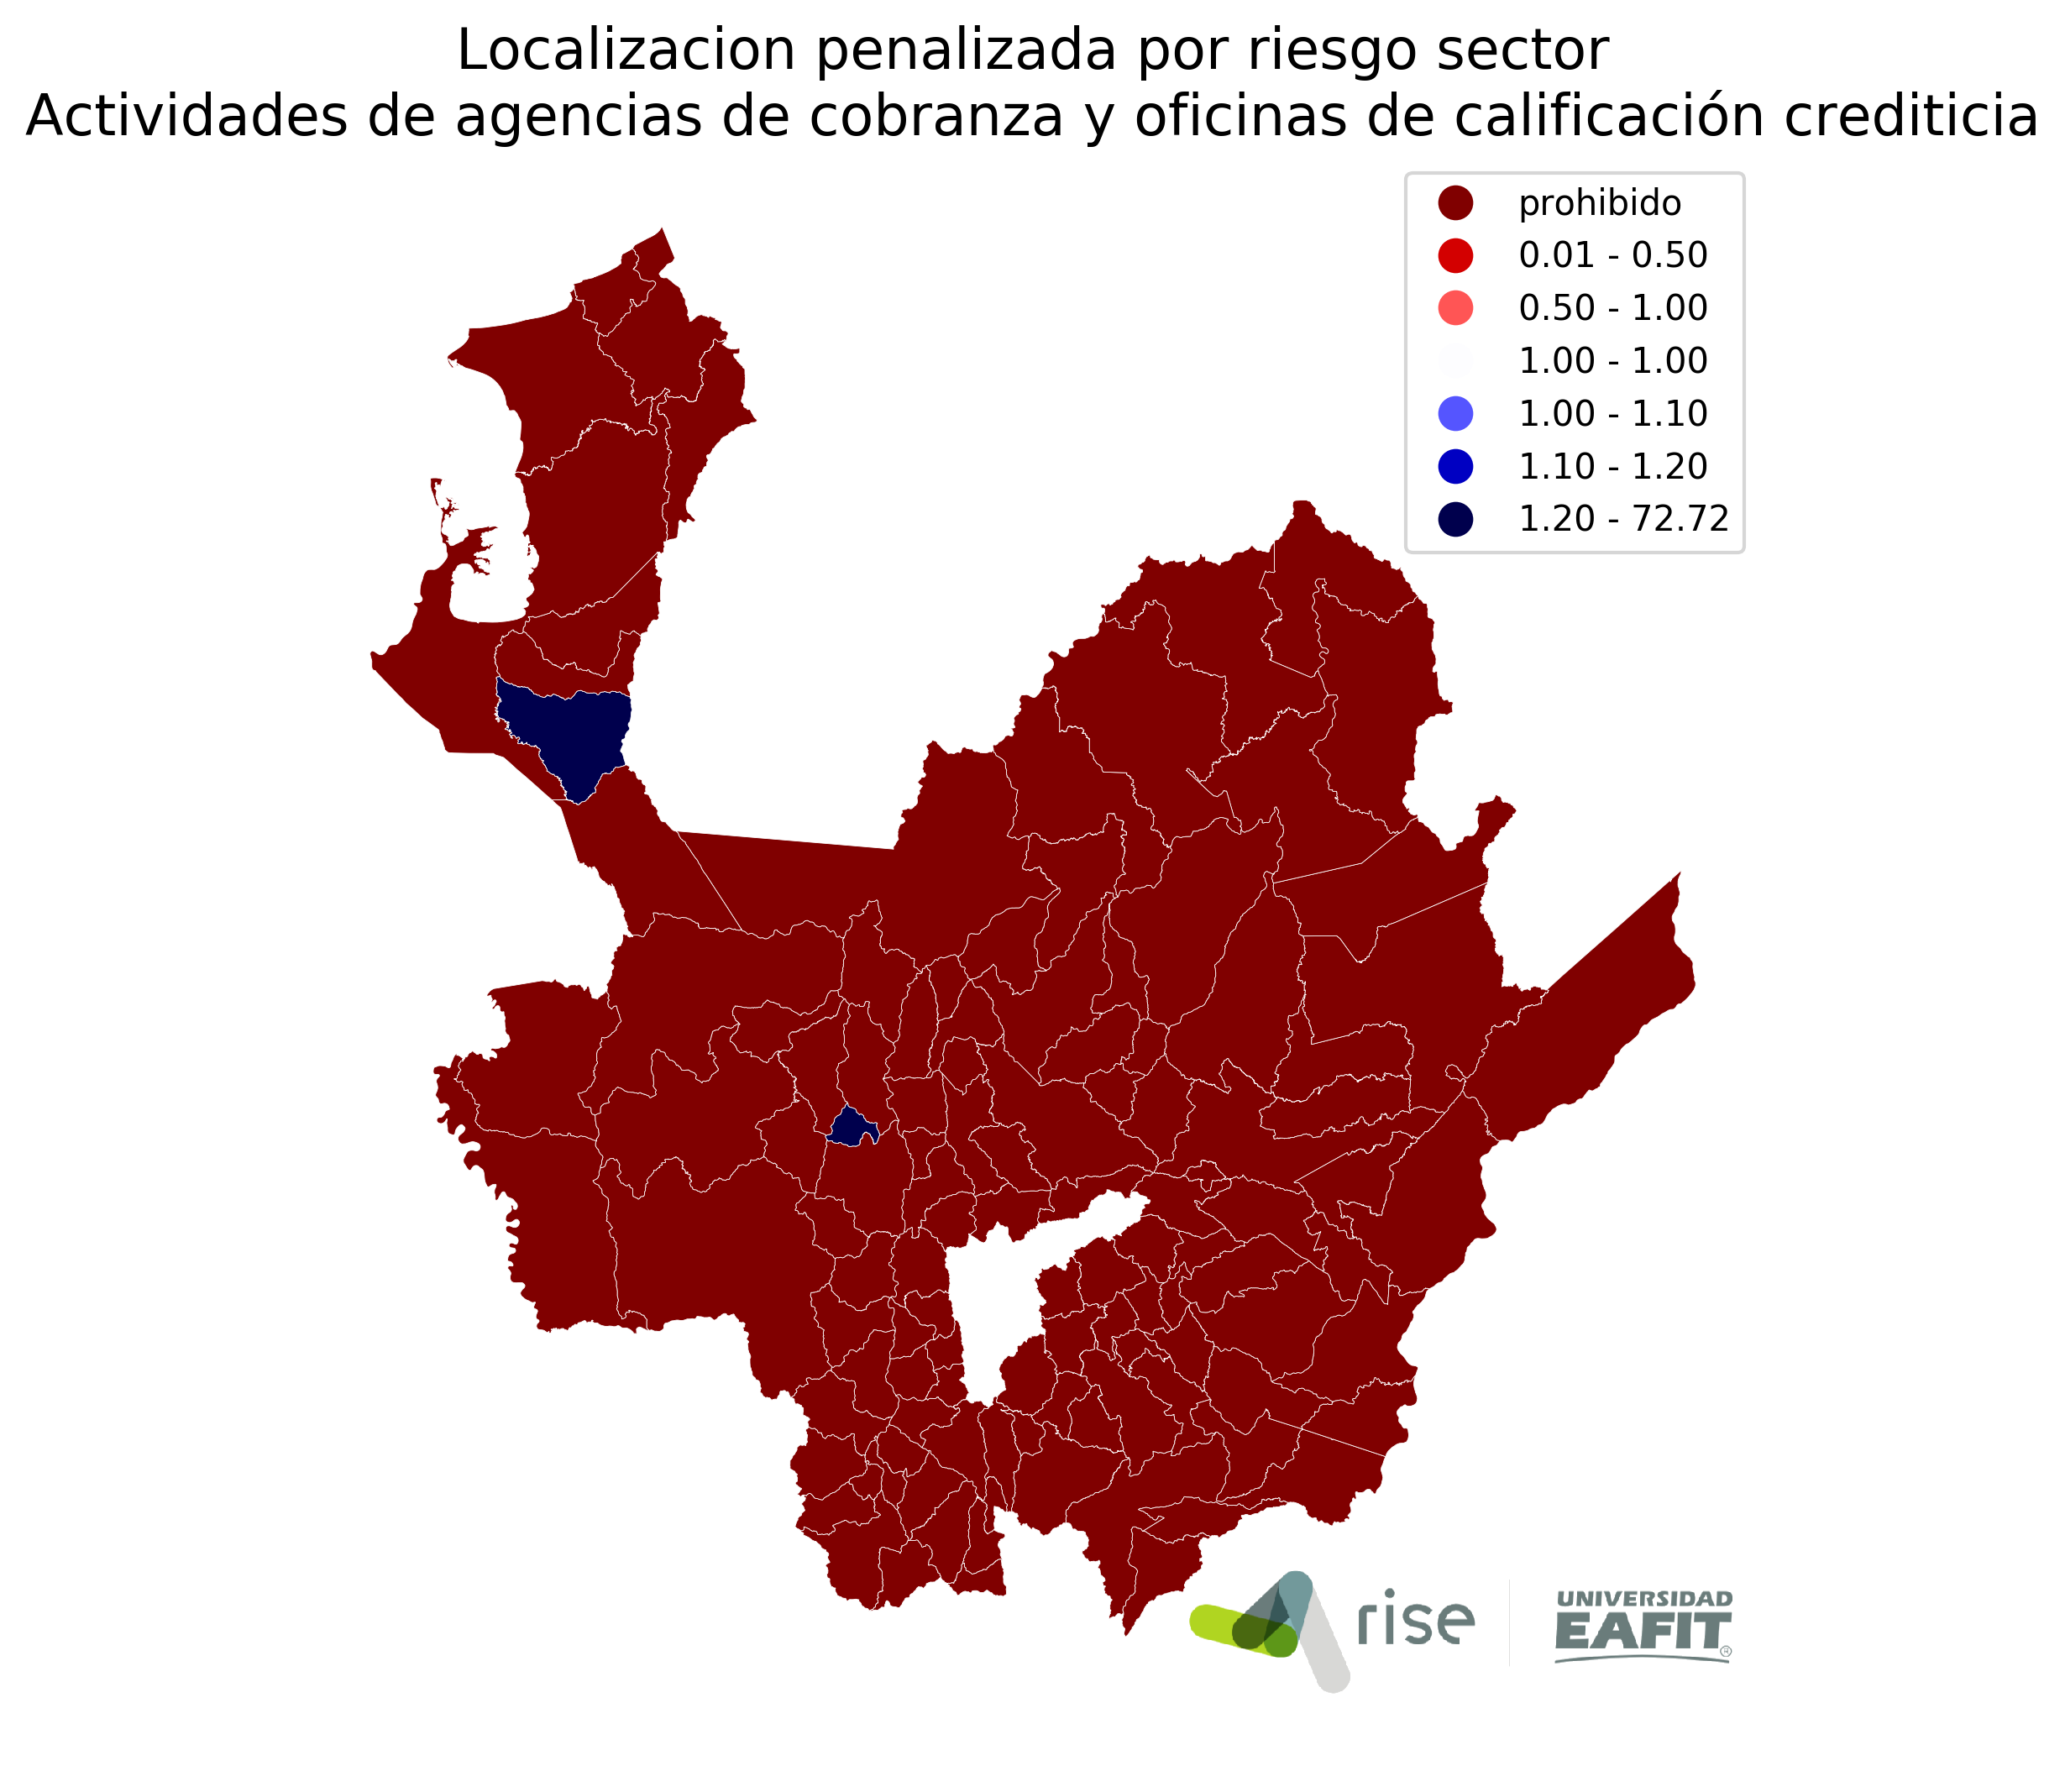 Localizacion penalizada por riesgo sector
Actividades de agencias de cobranza y oficinas de calificación crediticia
prohibido
0.01 - 0.50
0.50 - 1.00
1.00 - 1.00
1.00 - 1.10
1.10 - 1.20
1.20 - 72.72
rise
UNIVERSIDAD
EAFIT®